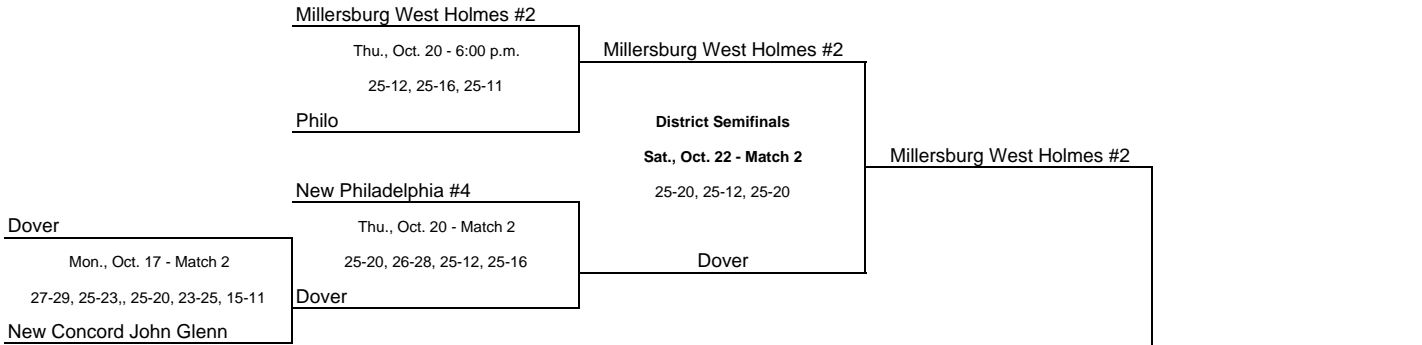 Millersburg West Holmes #2
Thu., Oct. 20 - 6:00 p.m.
Millersburg West Holmes #2
25-12, 25-16, 25-11
Philo
District Semifinals
Sat., Oct. 22 - Match 2
Millersburg West Holmes #2
New Philadelphia #4
25-20, 25-12, 25-20
Dover
Thu., Oct. 20 - Match 2
Mon., Oct. 17 - Match 2
25-20, 26-28, 25-12, 25-16
Dover
27-29, 25-23,, 25-20, 23-25, 15-11
Dover
New Concord John Glenn